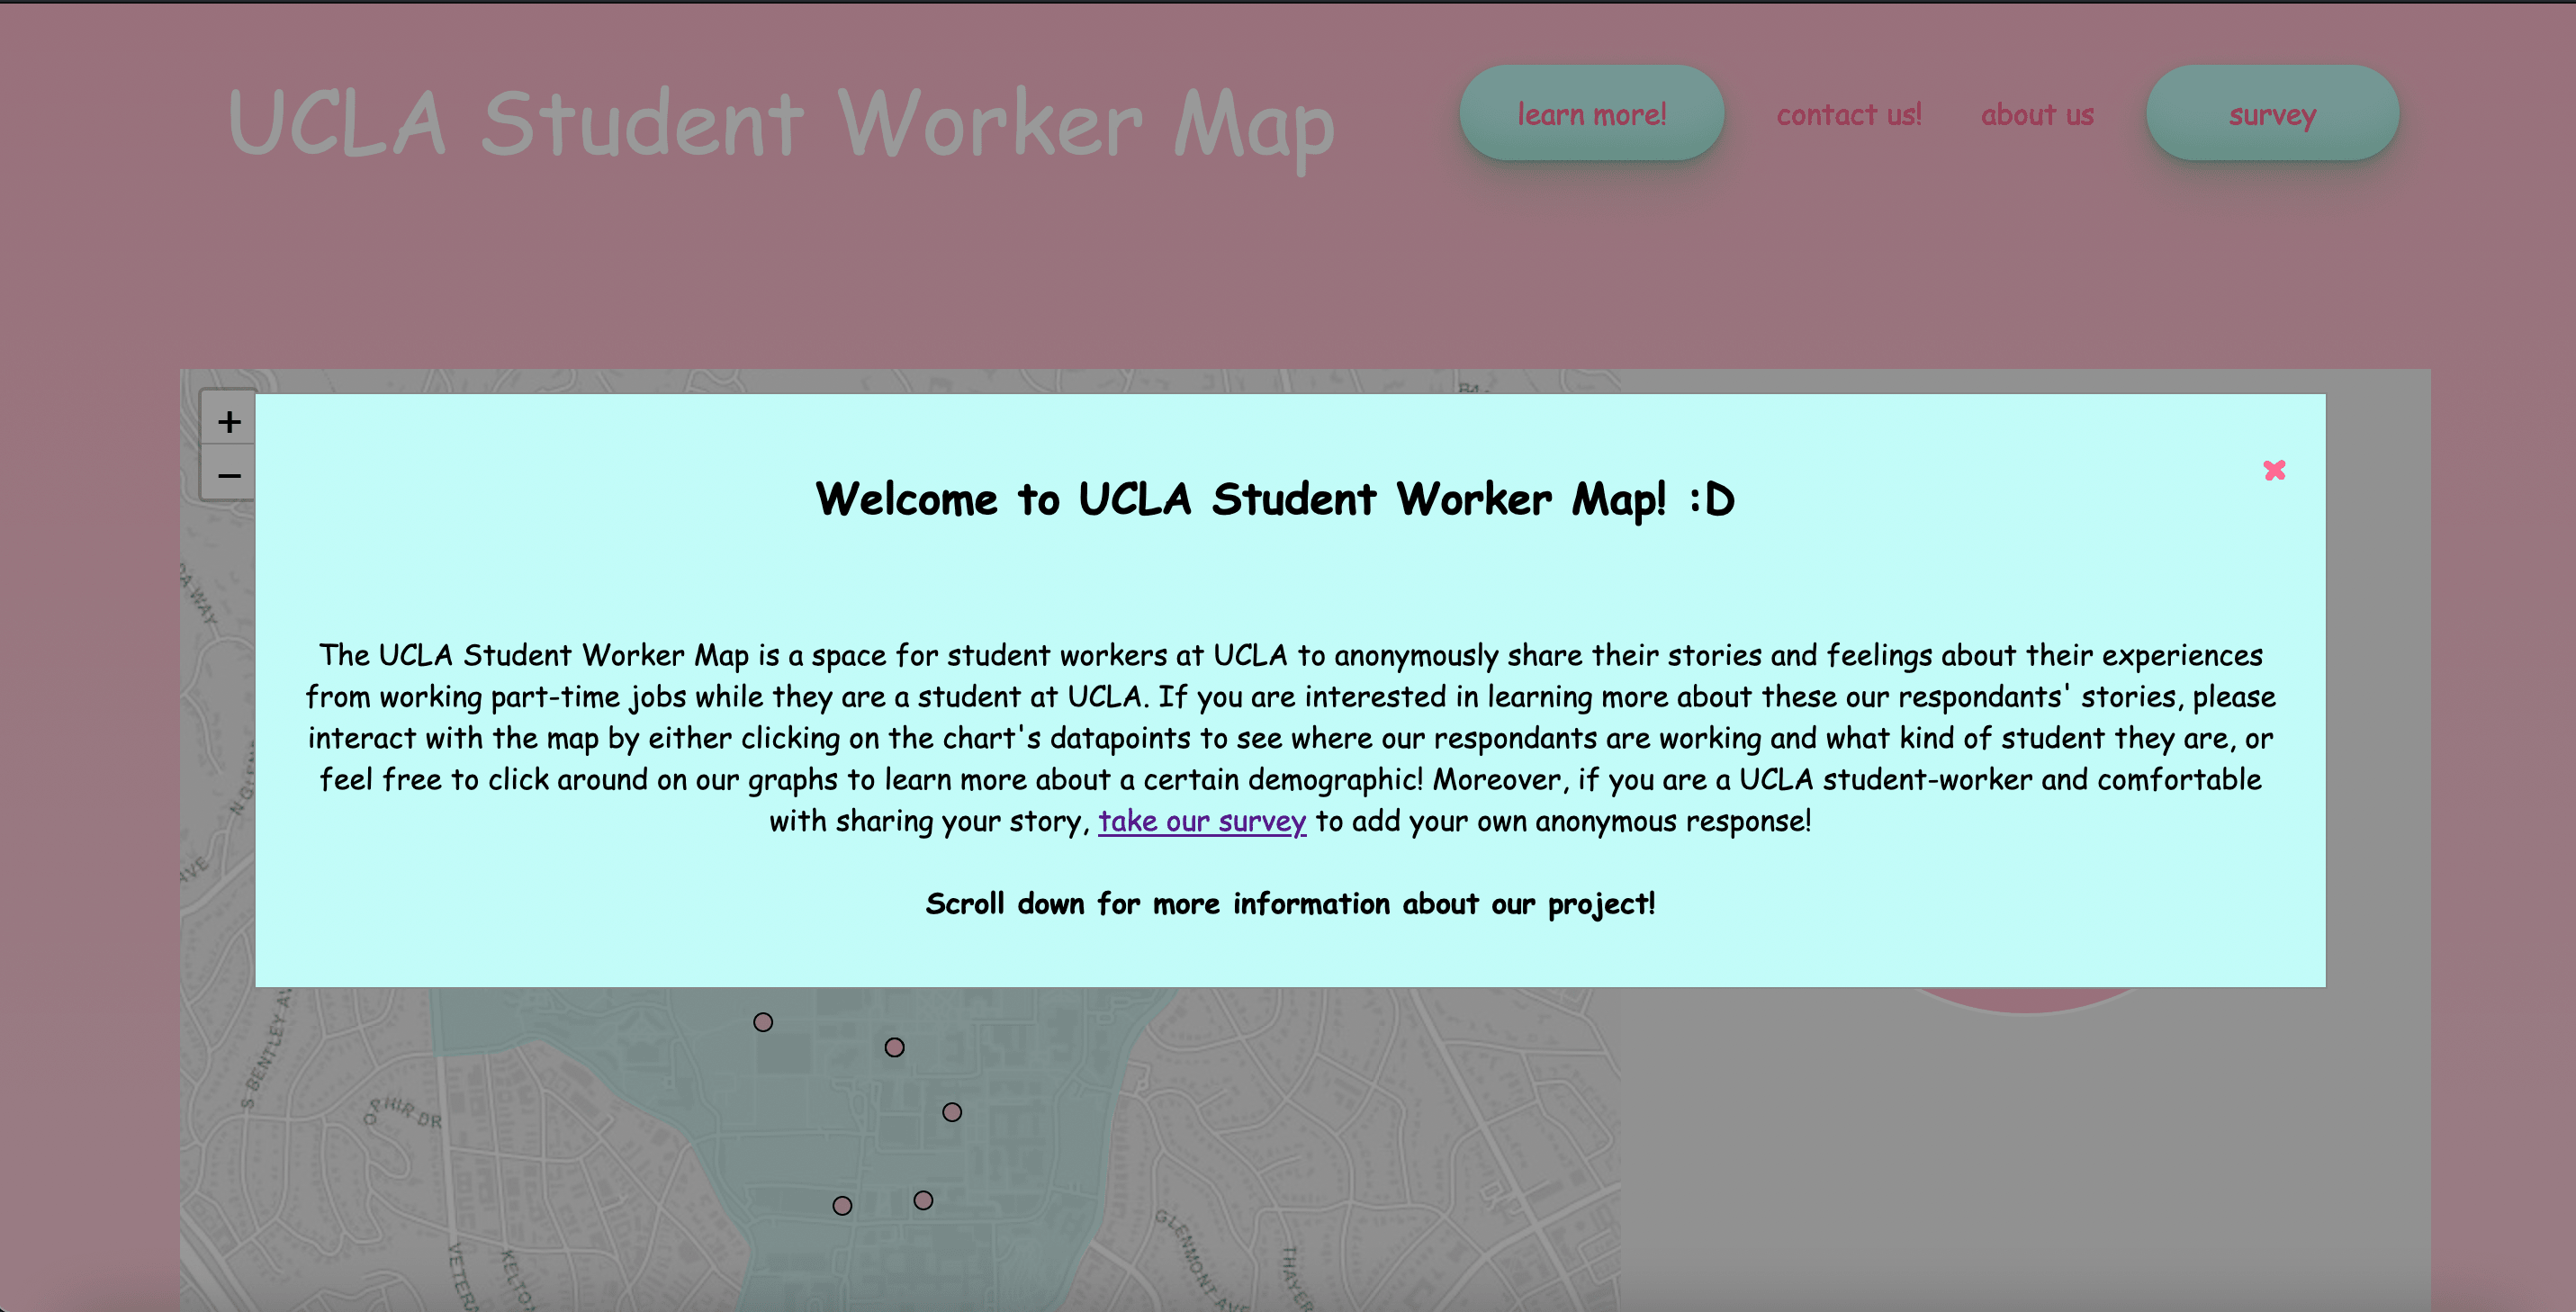 UCLA Student Worker Map
learn more!
contact us!
about us
survey
+
−
Welcome to UCLA Student Worker Map! :D
The UCLA Student Worker Map is a space for student workers at UCLA to anonymously share their stories and feelings about their experiences
from working part-time jobs while they are a student at UCLA. If you are interested in learning more about these our respondants' stories, please
interact with the map by either clicking on the chart's datapoints to see where our respondants are working and what kind of student they are, or
feel free to click around on our graphs to learn more about a certain demographic! Moreover, if you are a UCLA student-worker and comfortable
with sharing your story, take our survey to add your own anonymous response!
Scroll down for more information about our project!
WAY
AVE
S BENTLEY AV
OPHIR DR
GLENMONT AVE
THAYER